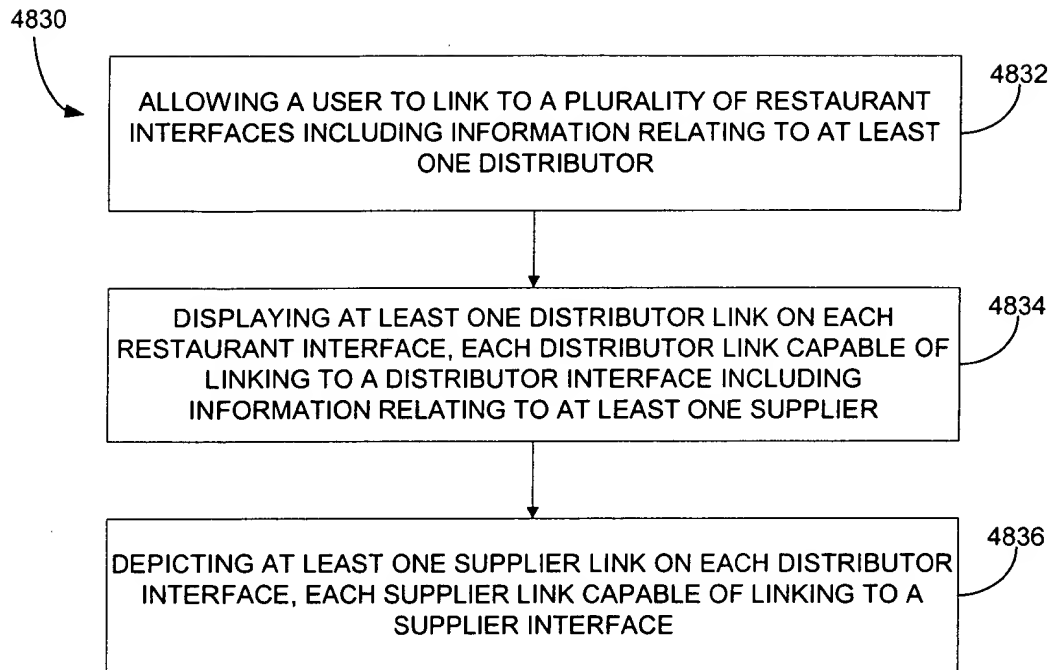 4830
4832
ALLOWING A USER TO LINK TO A PLURALITY OF RESTAURANT
INTERFACES INCLUDING INFORMATION RELATING TO AT LEAST
ONE DISTRIBUTOR
4834
DISPLAYING AT LEAST ONE DISTRIBUTOR LINK ON EACH
RESTAURANT INTERFACE, EACH DISTRIBUTOR LINK CAPABLE OF
LINKING TO A DISTRIBUTOR INTERFACE INCLUDING
INFORMATION RELATING TO AT LEAST ONE SUPPLIER
4836
DEPICTING AT LEAST ONE SUPPLIER LINK ON EACH DISTRIBUTOR
INTERFACE, EACH SUPPLIER LINK CAPABLE OF LINKING TO A
SUPPLIER INTERFACE